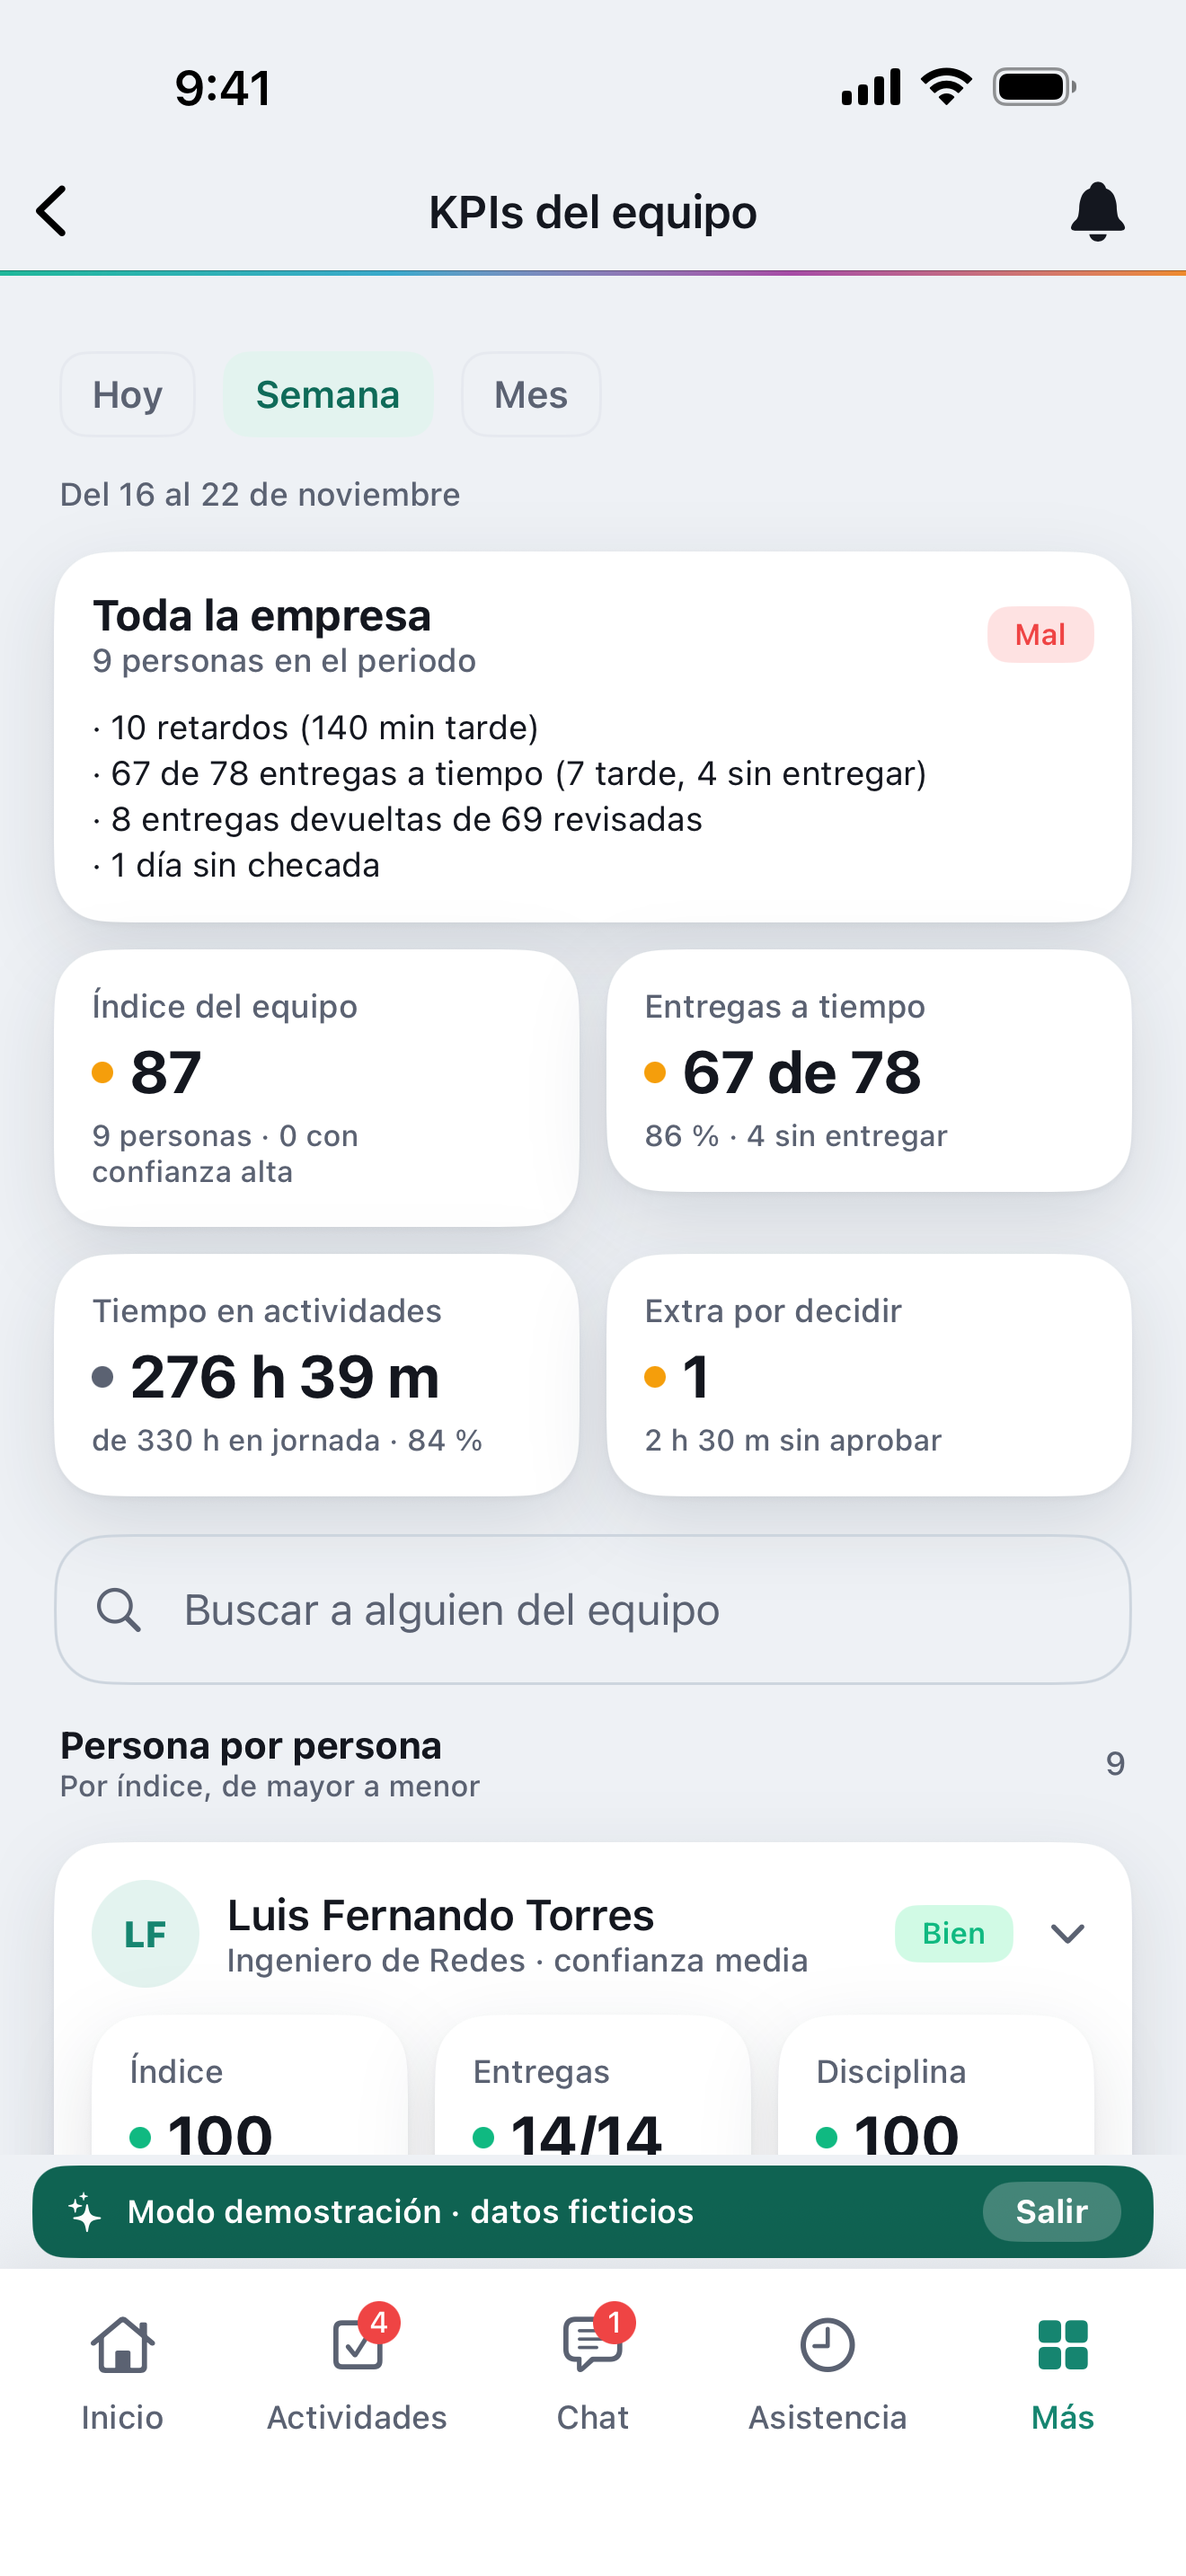 9:41
KPIs del equipo
Hoy
Semana
Mes
Del 16 al 22 de noviembre
Toda la empresa
9 personas en el periodo
Mal
· 10 retardos (140 min tarde)
· 67 de 78 entregas a tiempo (7 tarde, 4 sin entregar)
· 8 entregas devueltas de 69 revisadas
· 1 día sin checada
Índice del equipo
87
9 personas · 0 con
confianza alta
Entregas a tiempo
67 de 78
86 % · 4 sin entregar
Tiempo en actividades
276 h 39 m
de 330 h en jornada · 84 %
Extra por decidir
1
2 h 30 m sin aprobar
Buscar a alguien del equipo
Persona por persona
Por índice, de mayor a menor
9
LF
Luis Fernando Torres
Ingeniero de Redes · confianza media
Bien
Índice
100
Entregas
14/14
Disciplina
100
Modo demostración · datos ficticios
Salir
4
1
Inicio
Actividades
Chat
Asistencia
Más